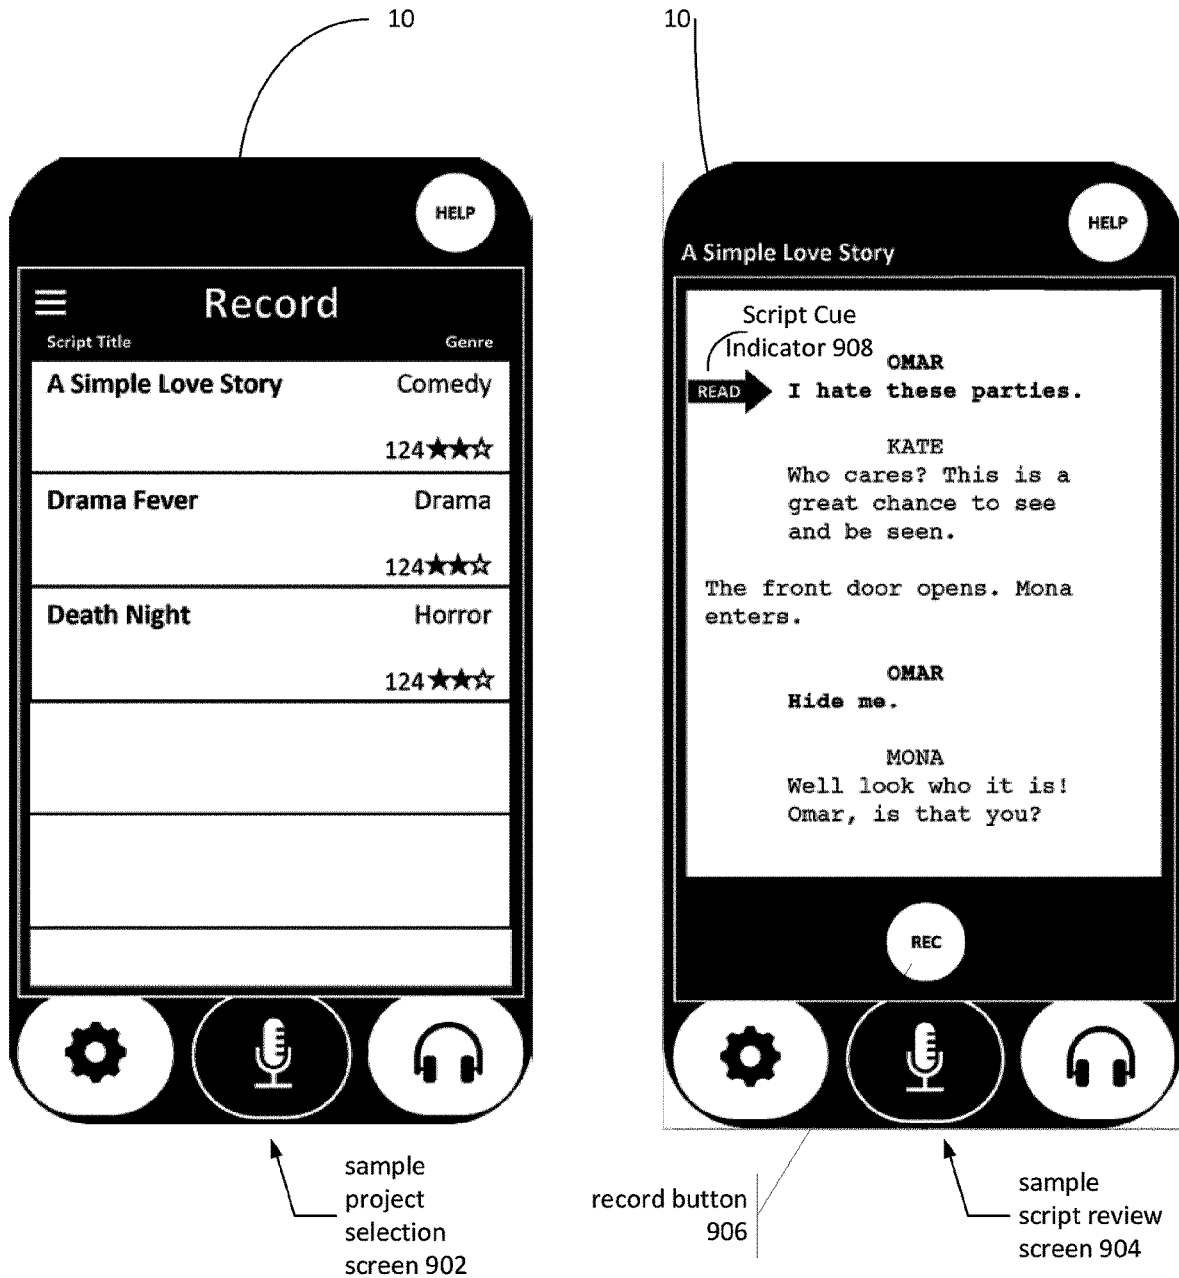 10
HELP
Record
Script Title Genre
A Simple Love Story Comedy
124
Drama Fever Drama
124
Death Night Horror
124
sample
project
selection
screen 902
10
HELP
A Simple Love Story
Script Cue
Indicator 908
OMAR
READ I hate these parties.
KATE
Who cares? This is a
great chance to see
and be seen.
The front door opens. Mona
enters.
OMAR
Hide me.
MONA
Well look who it is!
Omar, is that you?
REC
record button
906
sample
script review
screen 904